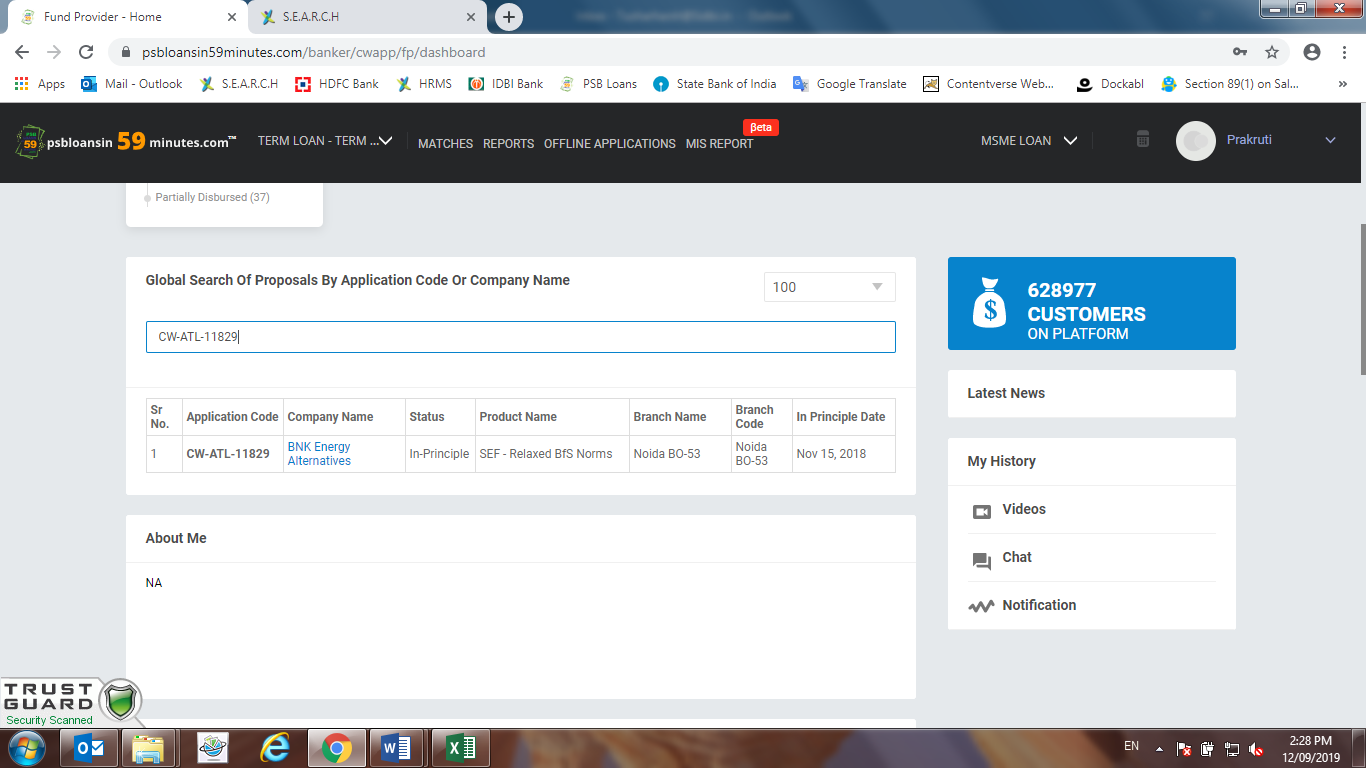 Fund Provider - Home
S.E.A.R.C.H
psbloansin59minutes.com/banker/cwapp/fp/dashboard
Apps
Mail - Outlook
S.E.A.R.C.H
HDFC Bank
HRMS
IDBI Bank
PSB Loans
State Bank of India
Google Translate
Contentverse Web...
Dockabl
Section 89(1) on Sal...
psbloansin 59 minutes.com™
TERM LOAN - TERM ...
MATCHES
REPORTS
OFFLINE APPLICATIONS
MIS REPORT
βeta
MSME LOAN
Prakruti
Partially Disbursed (37)
Global Search Of Proposals By Application Code Or Company Name
100
CW-ATL-11829
Sr No. Application Code Company Name Status Product Name Branch Name Branch Code In Principle Date
1 CW-ATL-11829 BNK Energy Alternatives In-Principle SEF - Relaxed BfS Norms Noida BO-53 Noida BO-53 Nov 15, 2018
628977
CUSTOMERS
ON PLATFORM
Latest News
My History
Videos
Chat
Notification
About Me
NA
TRUST
GUARD
Security Scanned
EN
2:28 PM
12/09/2019